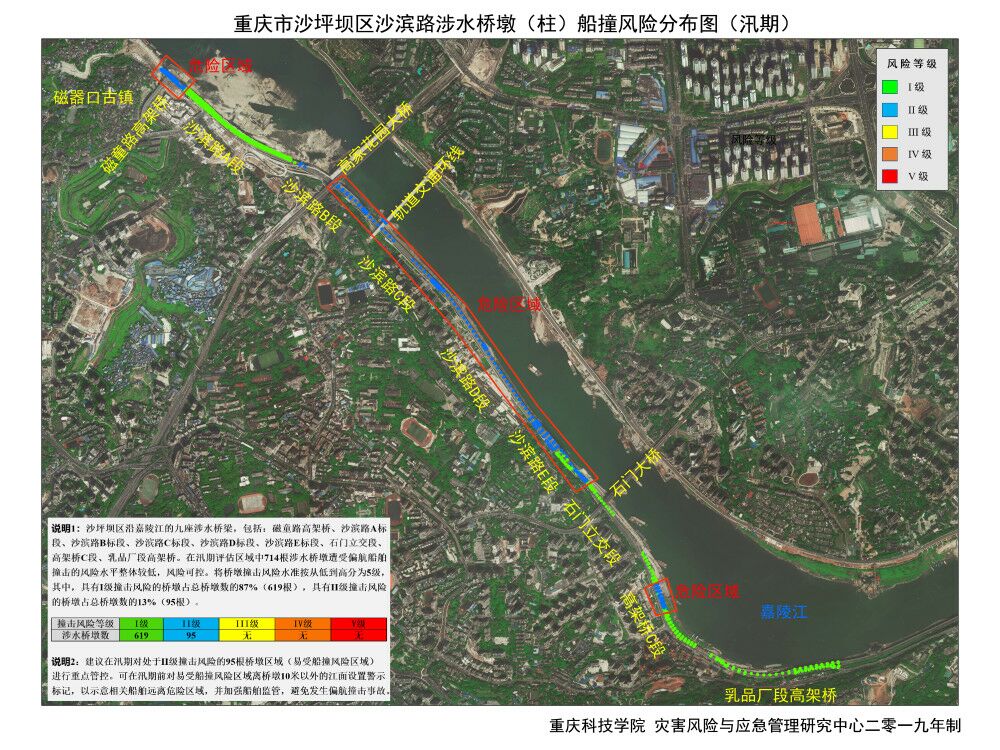 重庆市沙坪坝区沙滨路涉水桥墩（柱）船撞风险分布图（汛期）
危险区域
磁器口古镇
磁童路高架桥
沙滨路A段
高家花园大桥
轨道交通环线
沙滨路B段
沙滨路C段
危险区域
沙滨路D段
沙滨路E段
石门大桥
石门立交段
危险区域
高架桥C段
嘉陵江
乳品厂段高架桥
风险等级
风险等级
I 级
II 级
III 级
IV 级
V 级
说明1：沙坪坝区沿嘉陵江的九座涉水桥梁，包括：磁童路高架桥、沙滨路A标
段、沙滨路B标段、沙滨路C标段、沙滨路D标段、沙滨路E标段、石门立交段、
高架桥C段、乳品厂段高架桥。在汛期评估区域中714根涉水桥墩遭受偏航船舶
撞击的风险水平整体较低，风险可控。将桥墩撞击风险水准按从低到高分为5级，
其中，具有I级撞击风险的桥墩占总桥墩数的87%（619根），具有II级撞击风险
的桥墩占总桥墩数的13%（95根）。
撞击风险等级 I级 II级 III级 IV级 V级
涉水桥墩数 619 95 无 无 无
说明2：建议在汛期对处于II级撞击风险的95根桥墩区域（易受船撞风险区域）
进行重点管控。可在汛期前对易受船撞风险区域离桥墩10米以外的江面设置警示
标记，以示意相关船舶远离危险区域，并加强船舶监管，避免发生偏航撞击事故。
重庆科技学院 灾害风险与应急管理研究中心二零一九年制